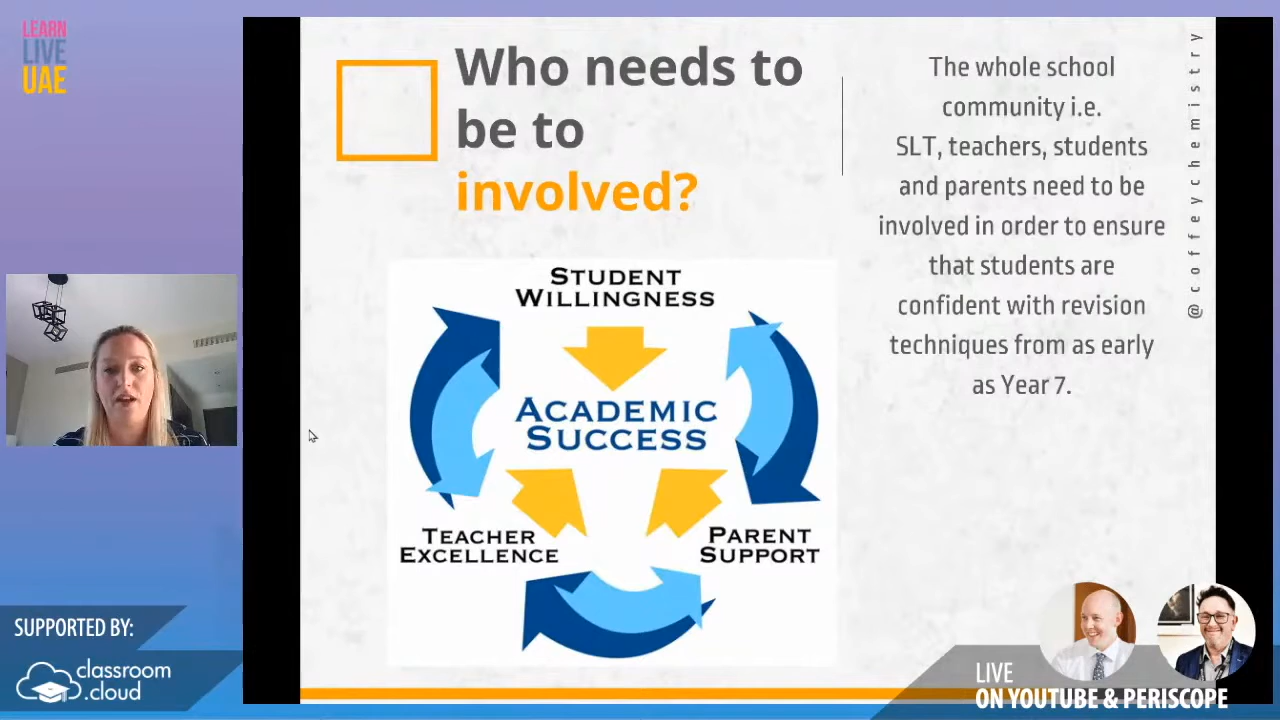 LEARN
LIVE
UAE
Who needs to
be to
involved?
The whole school
community i.e.
SLT, teachers, students
and parents need to be
involved in order to ensure
that students are
confident with revision
techniques from as early
as Year 7.
@coffeychemistry
STUDENT
WILLINGNESS
ACADEMIC
SUCCESS
TEACHER
EXCELLENCE
PARENT
SUPPORT
SUPPORTED BY:
classroom
.cloud
LIVE
ON YOUTUBE & PERISCOPE